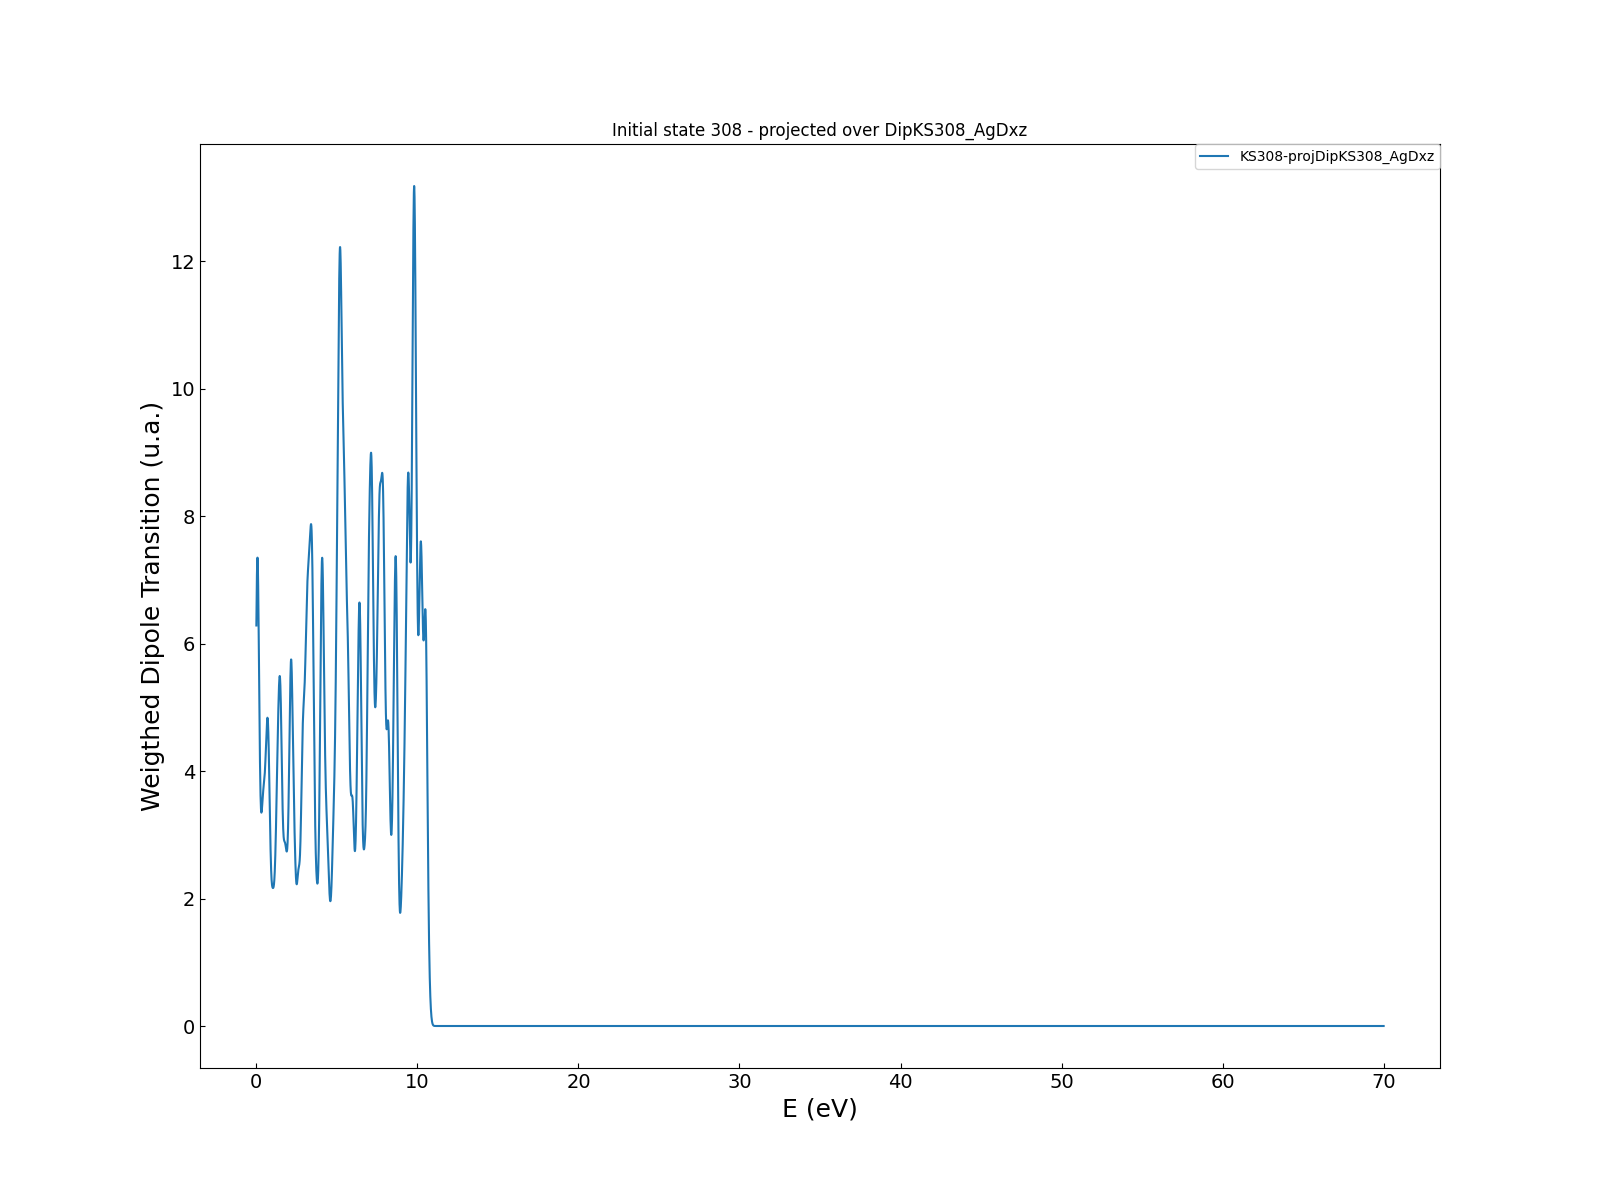 Initial state 308 - projected over DipKS308_AgDxz
KS308-projDipKS308_AgDxz
Weigthed Dipole Transition (u.a.)
12
10
8
6
4
2
0
0 10 20 30 40 50 60 70
E (eV)